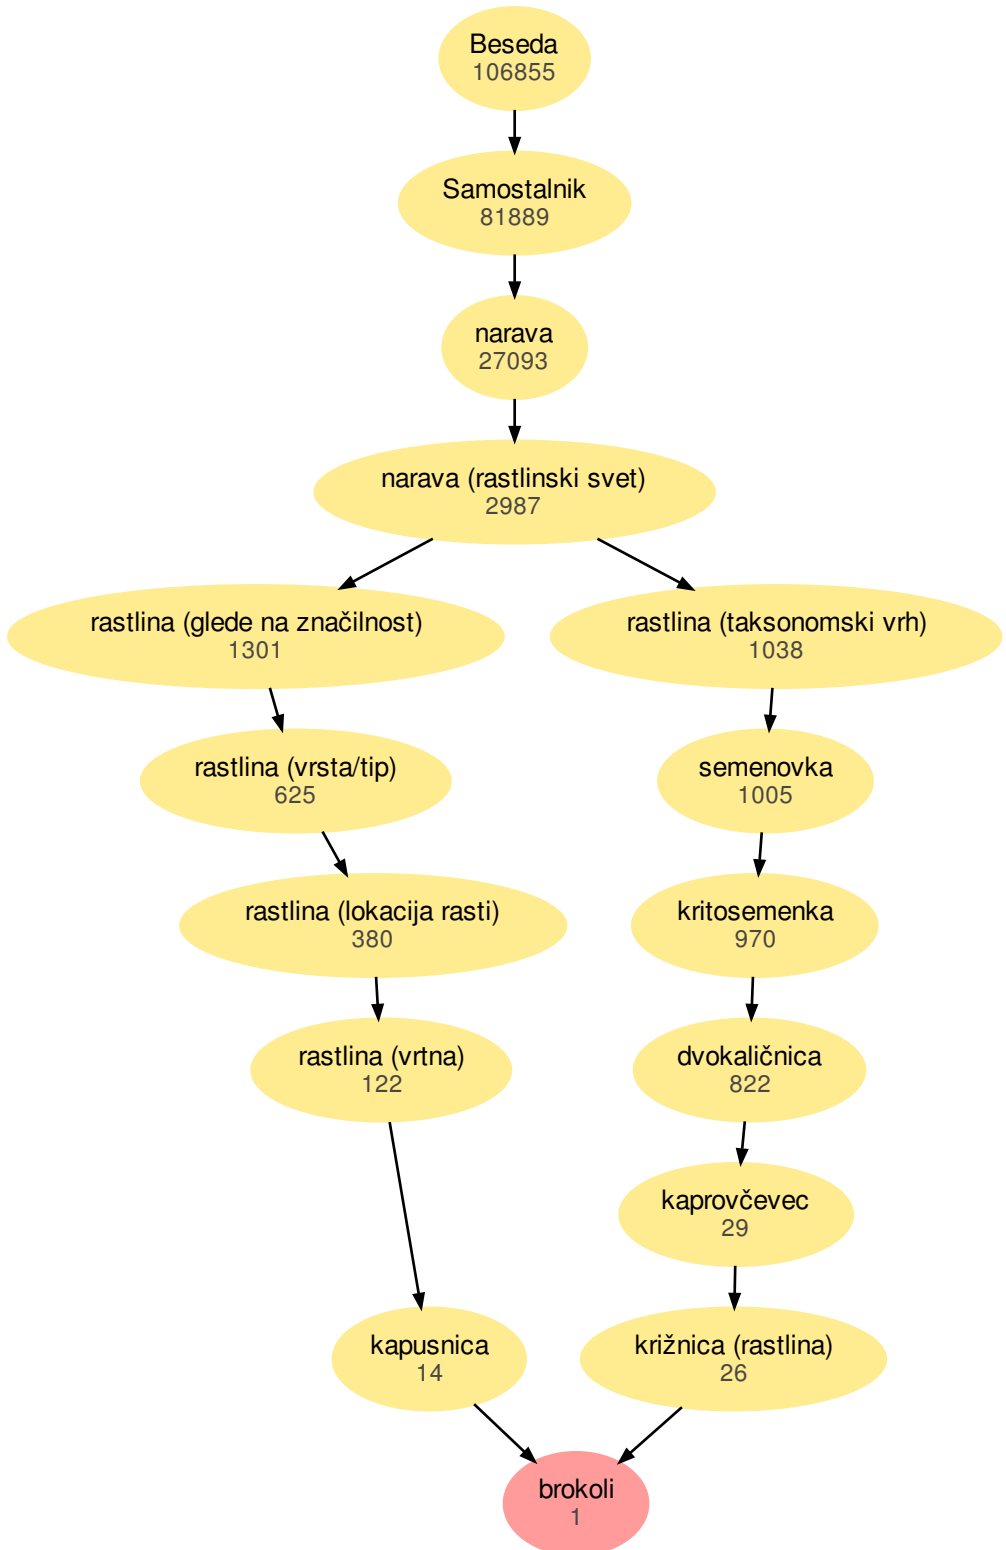 Beseda
106855
Samostalnik
81889
narava
27093
narava (rastlinski svet)
2987
rastlina (glede na značilnost)
1301
rastlina (taksonomski vrh)
1038
rastlina (vrsta/tip)
625
semenovka
1005
rastlina (lokacija rasti)
380
kritosemenka
970
rastlina (vrtna)
122
dvokaličnica
822
kaprovčevec
29
kapusnica
14
križnica (rastlina)
26
brokoli
1